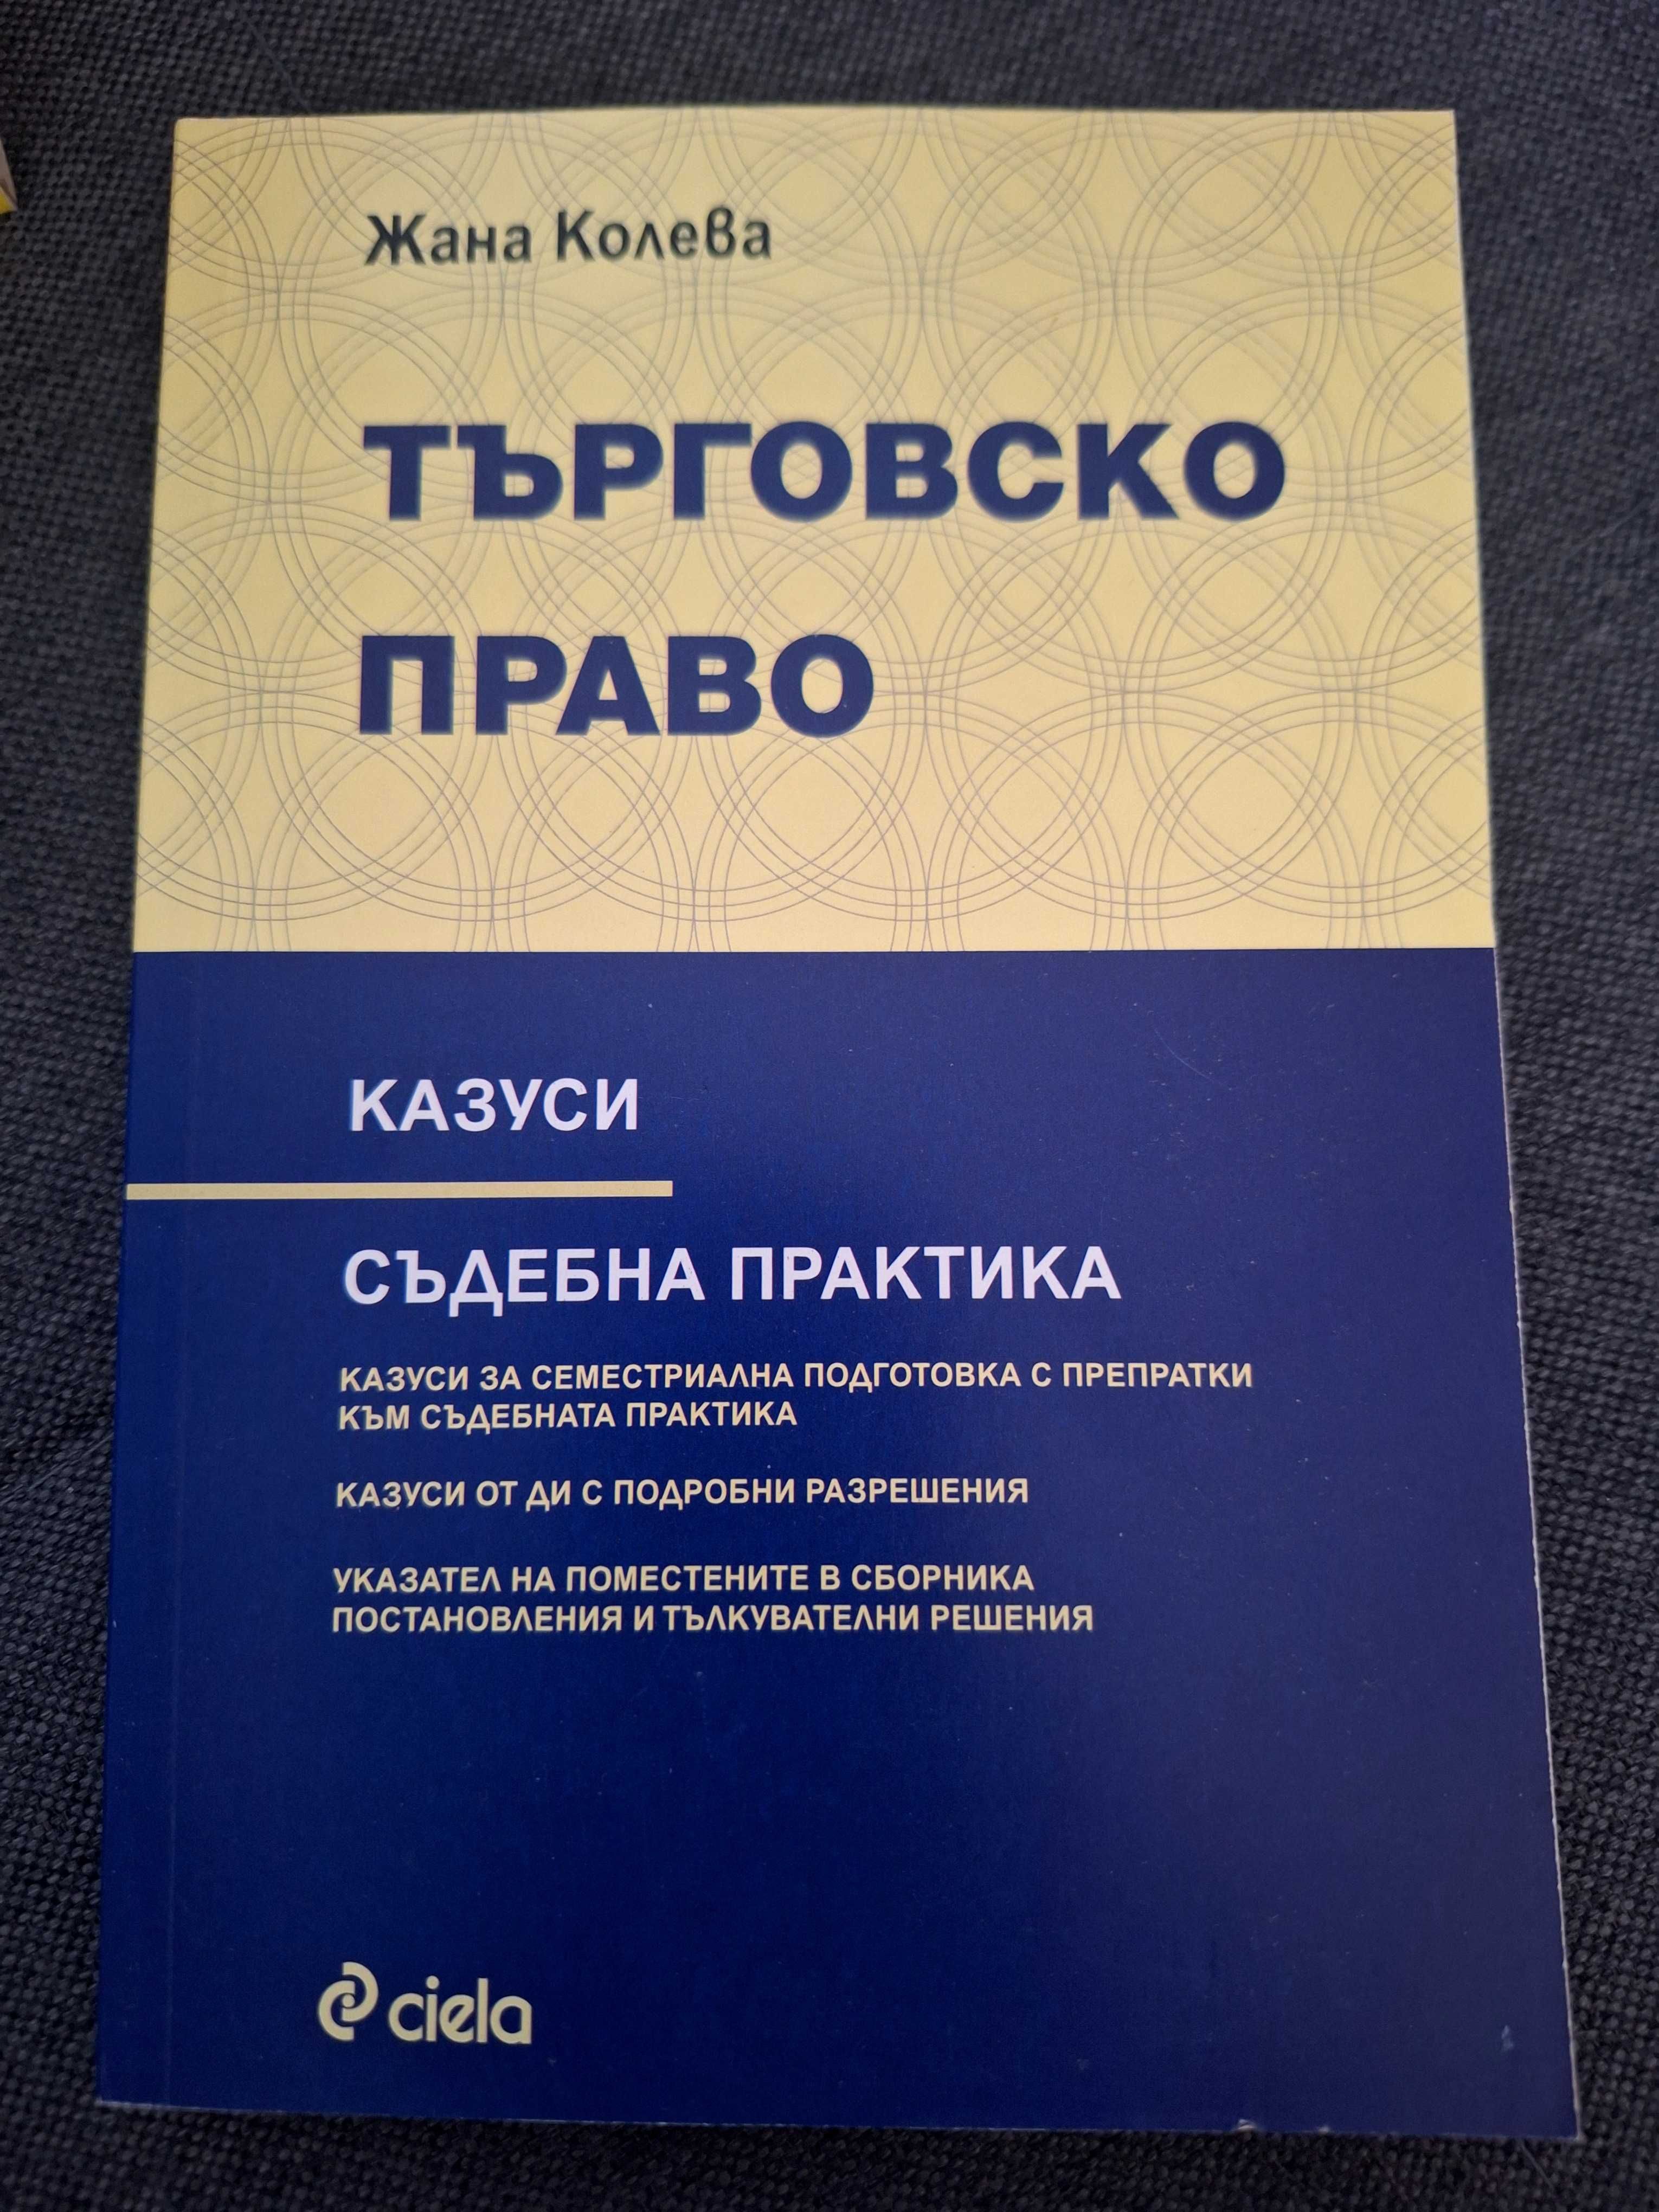 Жана Колева
ТЪРГОВСКО
ПРАВО
КАЗУСИ
СЪДЕБНА ПРАКТИКА
КАЗУСИ ЗА СЕМЕСТРИАЛНА ПОДГОТОВКА С ПРЕПРАТКИ
КЪМ СЪДЕБНАТА ПРАКТИКА
КАЗУСИ ОТ ДИ С ПОДРОБНИ РАЗРЕШЕНИЯ
УКАЗАТЕЛ НА ПОМЕСТЕНИТЕ В СБОРНИКА
ПОСТАНОВЛЕНИЯ И ТЪЛКУВАТЕЛНИ РЕШЕНИЯ
ciela